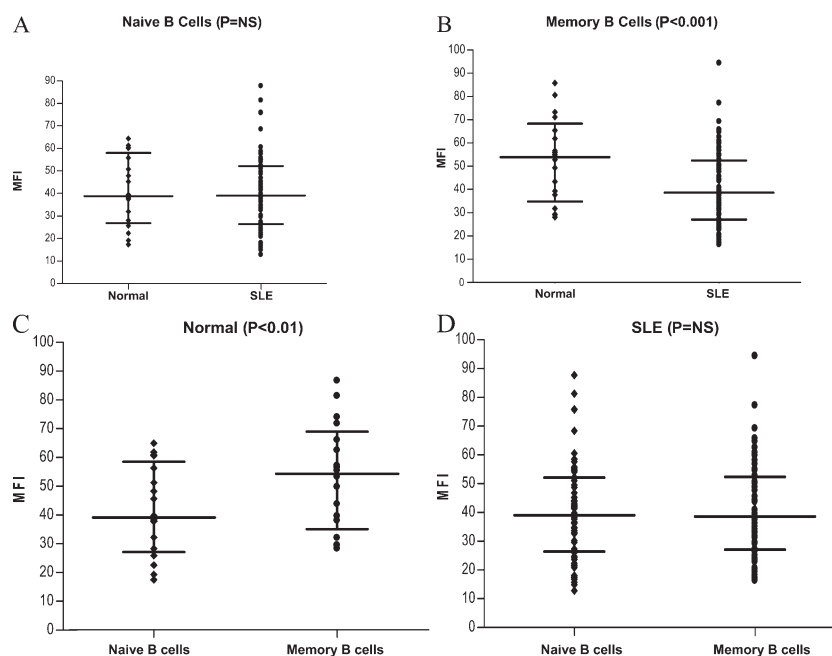 A
Naive B Cells (P=NS)
90
80
70
60
50
40
30
20
10
0
MFI
Normal
SLE
B
Memory B Cells (P<0.001)
100
90
80
70
60
50
40
30
20
10
0
MFI
Normal
SLE
C
Normal (P<0.01)
100
90
80
70
60
50
40
30
20
10
0
MFI
Naive B cells
Memory B cells
D
SLE (P=NS)
100
90
80
70
60
50
40
30
20
10
0
MFI
Naive B cells
Memory B cells